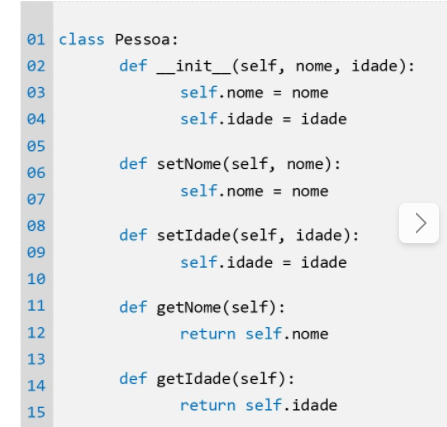 01 class Pessoa:
02 def __init__(self, nome, idade):
03 self.nome = nome
04 self.idade = idade
05
06 def setNome(self, nome):
07 self.nome = nome
08
09 def setIdade(self, idade):
10 self.idade = idade
11 def getNome(self):
12 return self.nome
13
14 def getIdade(self):
15 return self.idade